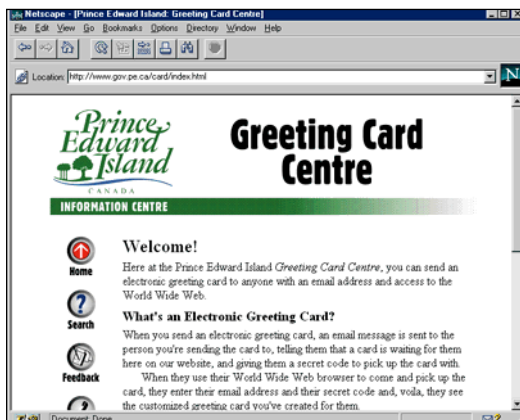 Netscape - [Prince Edward Island: Greeting Card Centre]
File Edit View Go Bookmarks Options Directory Window Help
Location: http://www.gov.pe.ca/card/index.html
N
Prince
Edward
Island
CANADA
Greeting Card
Centre
INFORMATION CENTRE
Home
Search
Feedback
Welcome!
Here at the Prince Edward Island Greeting Card Centre, you can send an
electronic greeting card to anyone with an email address and access to the
World Wide Web.
What's an Electronic Greeting Card?
When you send an electronic greeting card, an email message is sent to the
person you're sending the card to, telling them that a card is waiting for them
here on our website, and giving them a secret code to pick up the card with.
When they use their World Wide Web browser to come and pick up the
card, they enter their email address and their secret code and, voila, they see
the customized greeting card you've created for them.
Document: Done